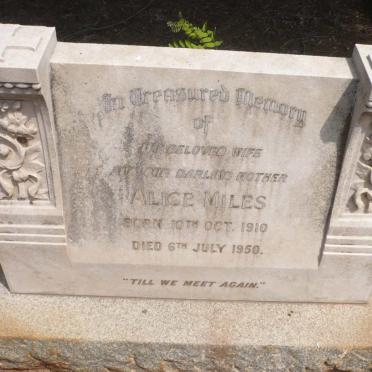 In Treasured Memory
of
MY BELOVED WIFE
& OUR DARLING MOTHER
ALICE MILES
BORN 10TH OCT. 1910
DIED 6TH JULY 1950.
"TILL WE MEET AGAIN."